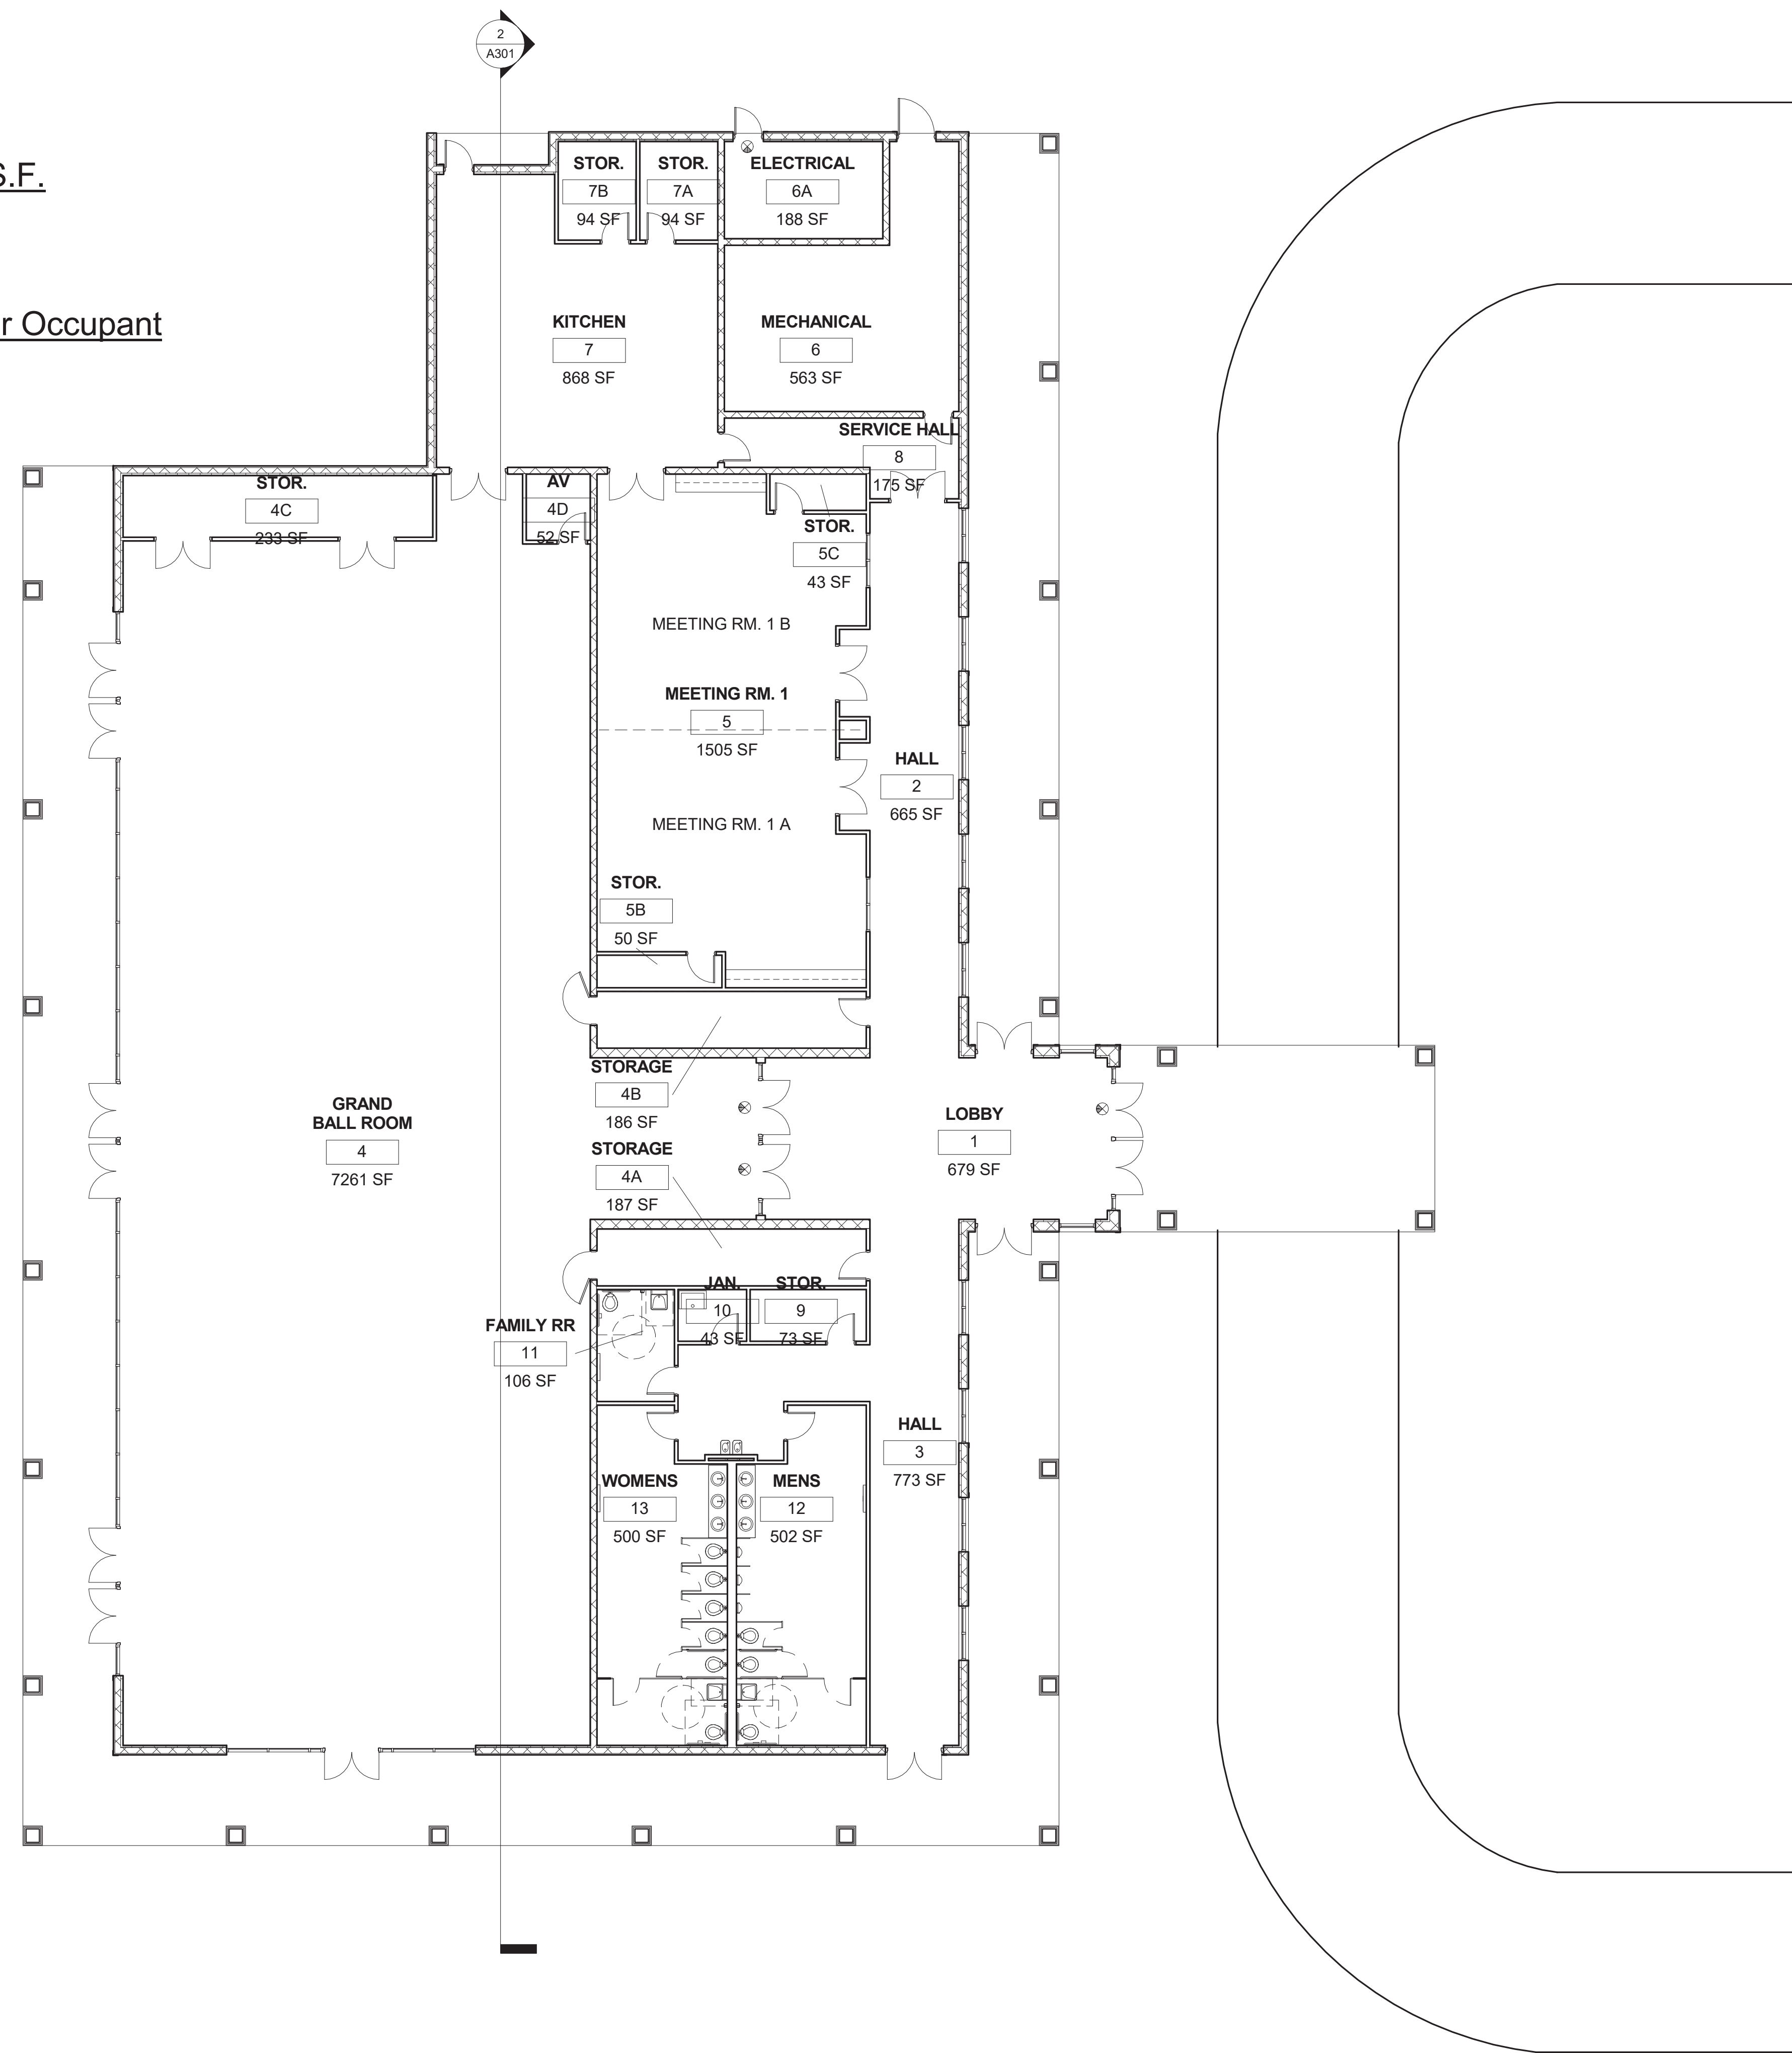 2
A301
S.F.
r Occupant
STOR.
7B
94 SF
STOR.
7A
94 SF
ELECTRICAL
6A
188 SF
KITCHEN
7
868 SF
MECHANICAL
6
563 SF
SERVICE HALL
8
175 SF
STOR.
4C
233 SF
AV
4D
52 SF
STOR.
5C
43 SF
MEETING RM. 1 B
MEETING RM. 1
5
1505 SF
HALL
2
665 SF
MEETING RM. 1 A
STOR.
5B
50 SF
STORAGE
4B
186 SF
GRAND
BALL ROOM
4
7261 SF
LOBBY
1
679 SF
STORAGE
4A
187 SF
JAN.
10
43 SF
STOR.
9
73 SF
FAMILY RR
11
106 SF
HALL
3
773 SF
WOMENS
13
500 SF
MENS
12
502 SF